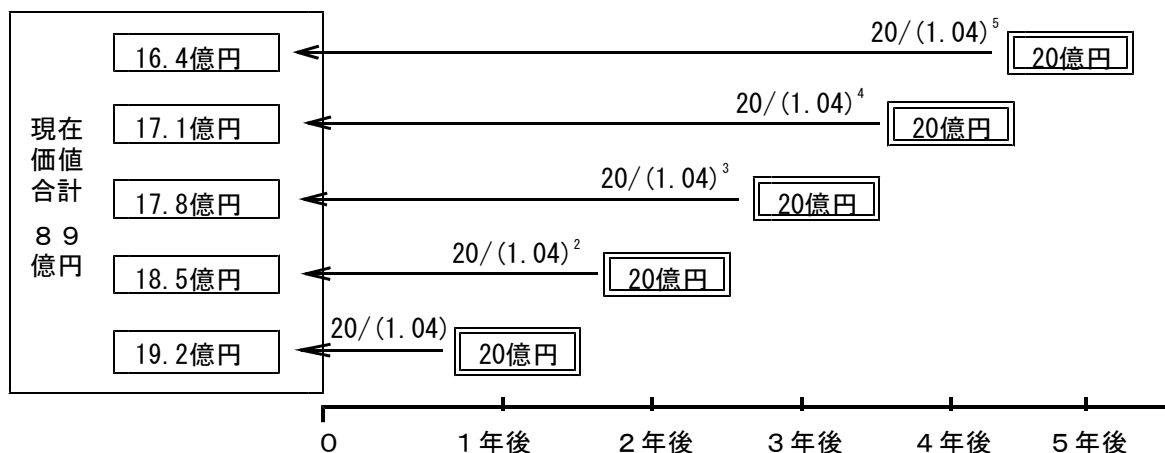 現在
価値
合計
８９
億円
16.4億円
20/(1.04)⁵
20億円
17.1億円
20/(1.04)⁴
20億円
17.8億円
20/(1.04)³
20億円
18.5億円
20/(1.04)²
20億円
19.2億円
20/(1.04)
20億円
０ １年後 ２年後 ３年後 ４年後 ５年後